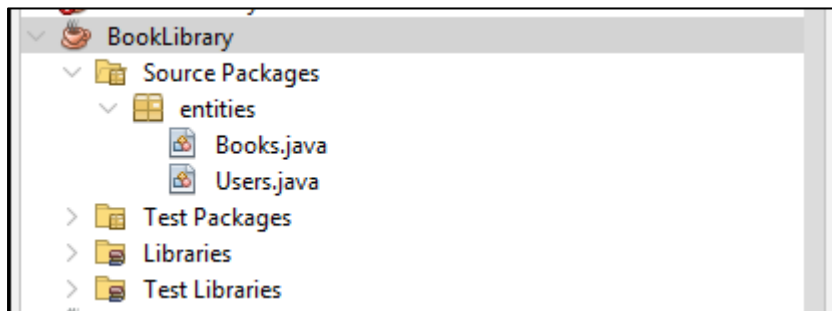 BookLibrary
Source Packages
entities
Books.java
Users.java
Test Packages
Libraries
Test Libraries